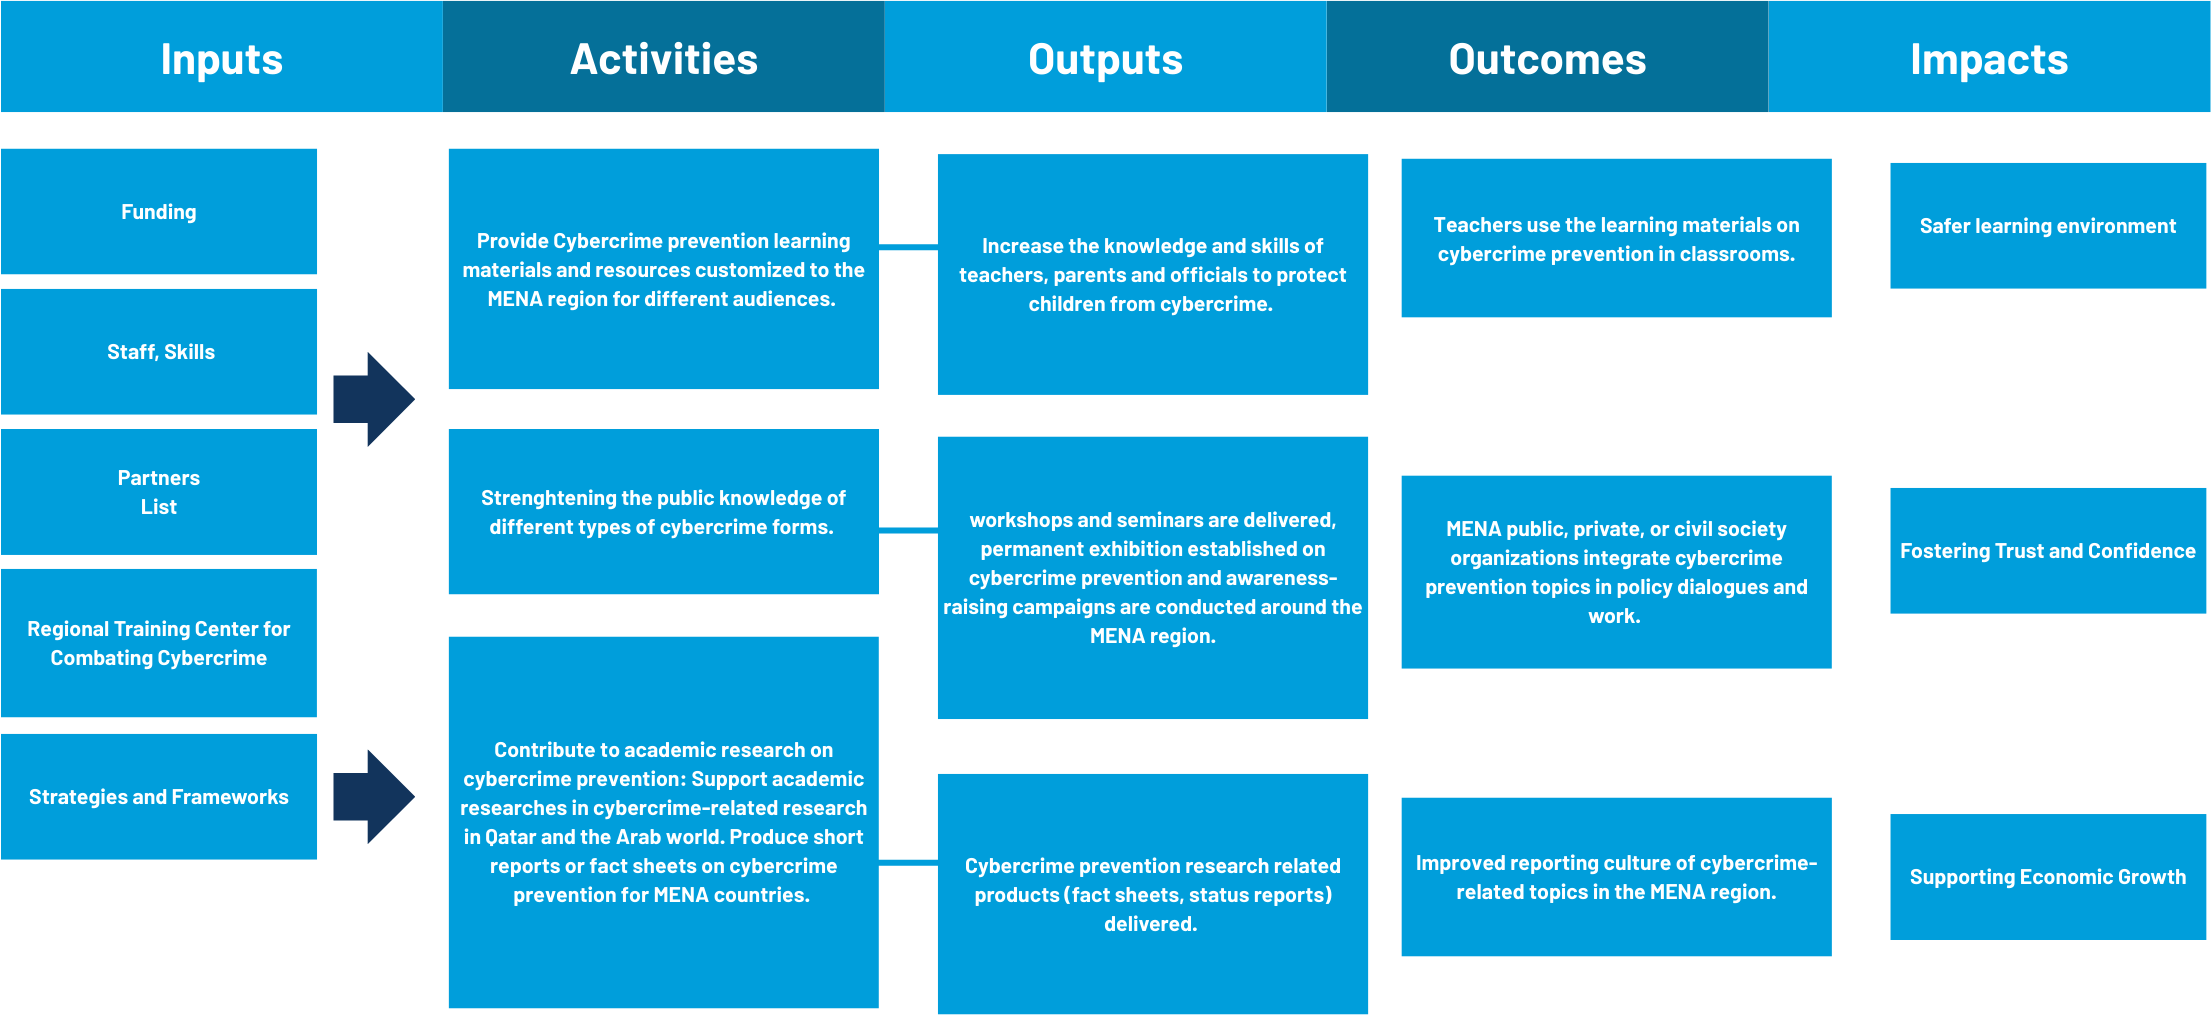 Inputs
Activities
Outputs
Outcomes
Impacts
Funding
Staff, Skills
Partners
List
Regional Training Center for
Combating Cybercrime
Strategies and Frameworks
Provide Cybercrime prevention learning
materials and resources customized to the
MENA region for different audiences.
Strenghtening the public knowledge of
different types of cybercrime forms.
Contribute to academic research on
cybercrime prevention: Support academic
researches in cybercrime-related research
in Qatar and the Arab world. Produce short
reports or fact sheets on cybercrime
prevention for MENA countries.
Increase the knowledge and skills of
teachers, parents and officials to protect
children from cybercrime.
workshops and seminars are delivered,
permanent exhibition established on
cybercrime prevention and awareness-
raising campaigns are conducted around the
MENA region.
Cybercrime prevention research related
products (fact sheets, status reports)
delivered.
Teachers use the learning materials on
cybercrime prevention in classrooms.
MENA public, private, or civil society
organizations integrate cybercrime
prevention topics in policy dialogues and
work.
Improved reporting culture of cybercrime-
related topics in the MENA region.
Safer learning environment
Fostering Trust and Confidence
Supporting Economic Growth